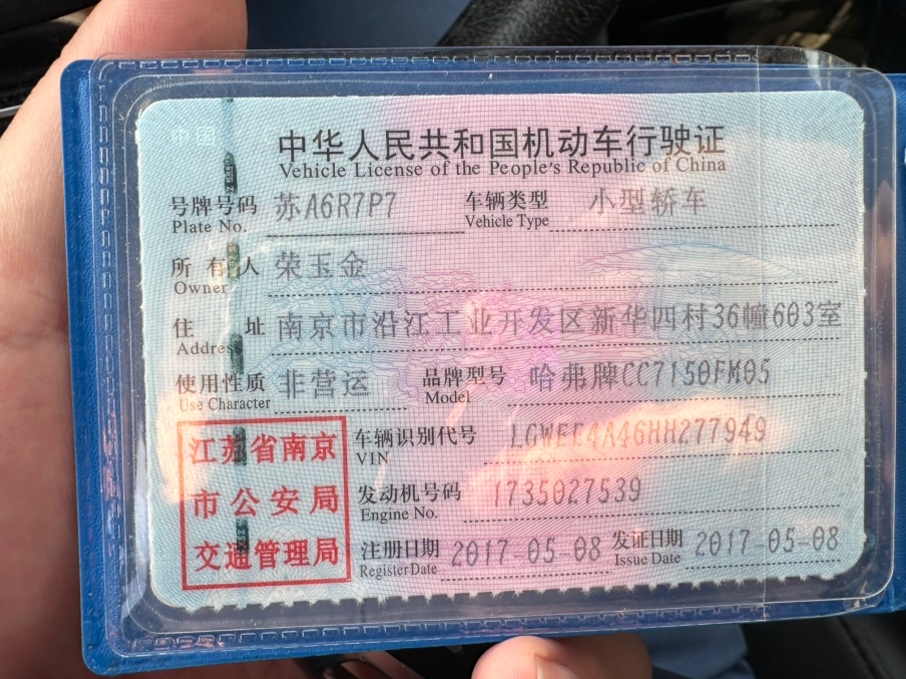 中华人民共和国机动车行驶证
Vehicle License of the People's Republic of China
号牌号码 苏A6R7P7 车辆类型 小型轿车
Plate No. Vehicle Type
所有人 荣玉金
Owner
住址 南京市沿江工业开发区新华四村36幢603室
Address
使用性质 非营运 品牌型号 哈弗牌CC7150FM05
Use Character Model
江苏省南京 车辆识别代号 LGWEE4A46HH277949
VIN
市公安局 发动机号码 1735027539
Engine No.
交通管理局 注册日期 2017-05-08 发证日期 2017-05-08
Register Date Issue Date